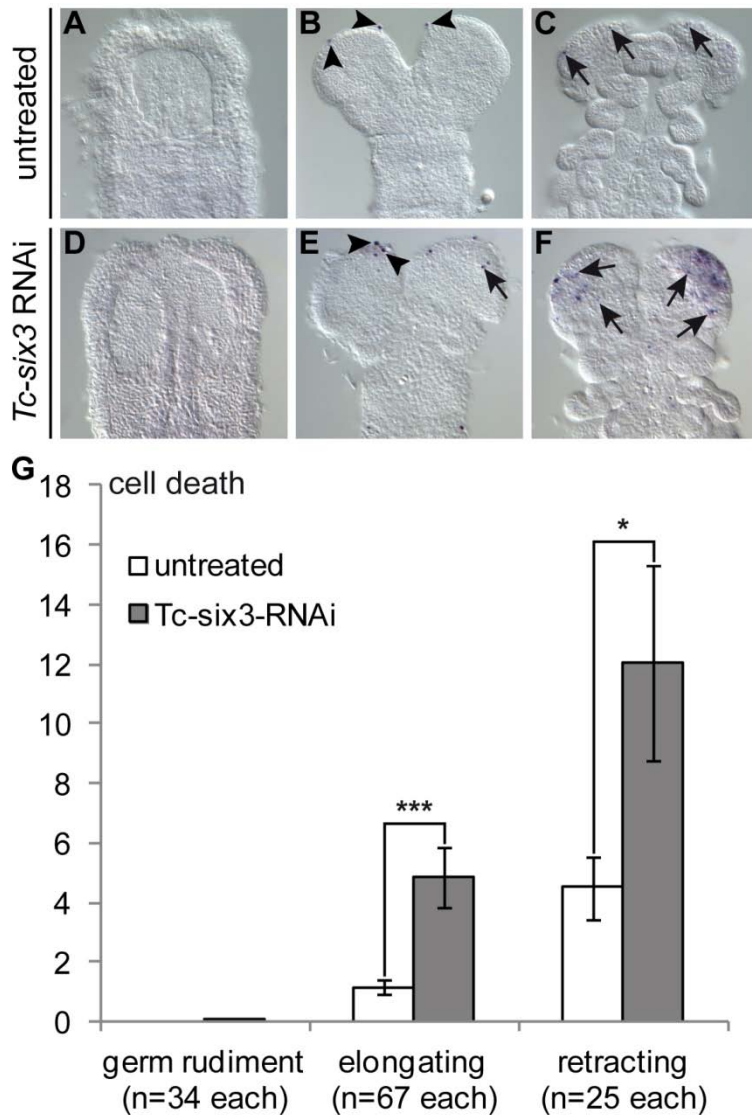 A
B
C
untreated
D
E
F
Tc-six3 RNAi
G
18
cell death
16
14
12
10
8
6
4
2
0
untreated
Tc-six3-RNAi
***
*
germ rudiment
(n=34 each)
elongating
(n=67 each)
retracting
(n=25 each)